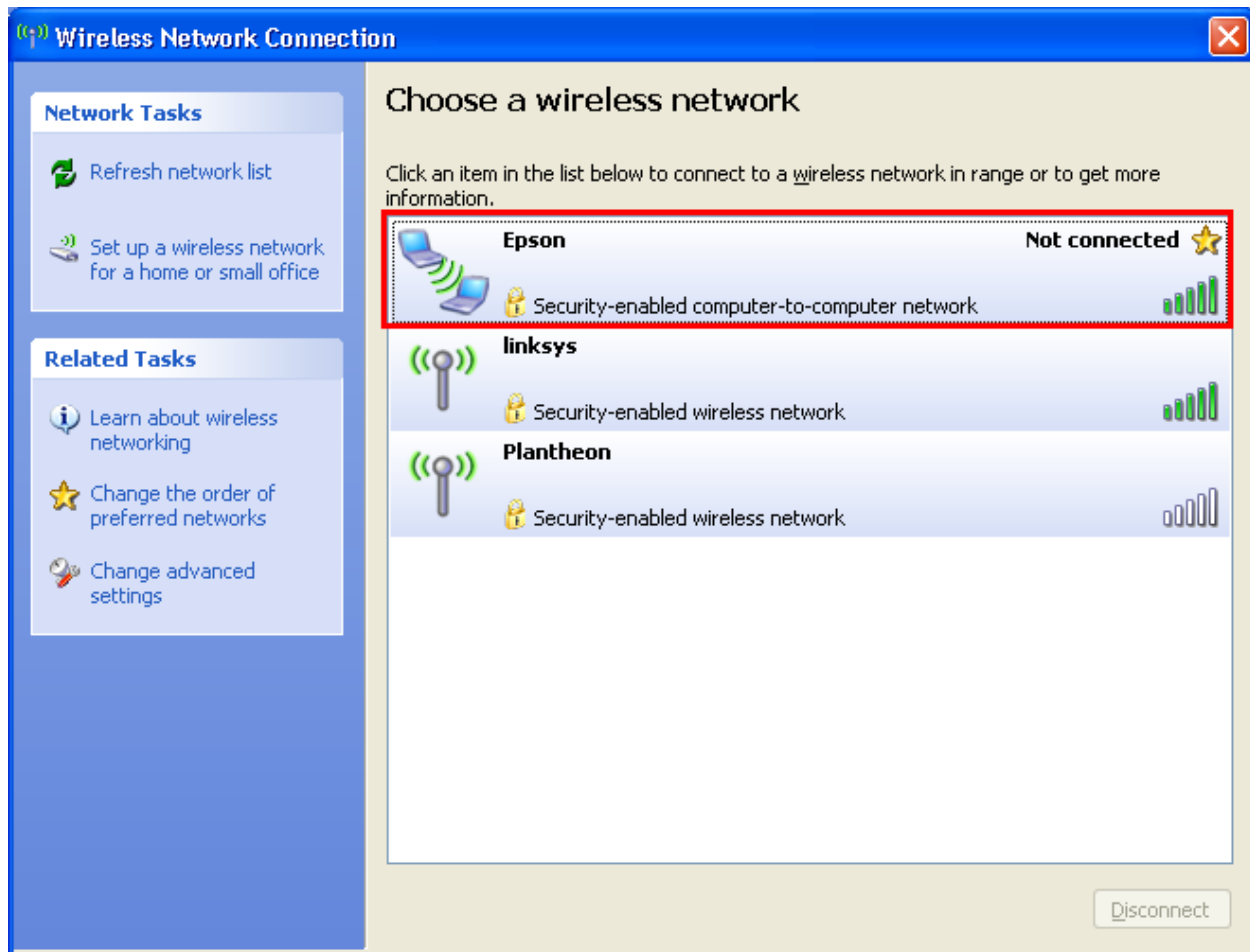 Wireless Network Connection
Network Tasks
Refresh network list
Set up a wireless network
for a home or small office
Related Tasks
Learn about wireless
networking
Change the order of
preferred networks
Change advanced
settings
Choose a wireless network
Click an item in the list below to connect to a wireless network in range or to get more
information.
Epson Not connected
Security-enabled computer-to-computer network
linksys
Security-enabled wireless network
Plantheon
Security-enabled wireless network
Disconnect